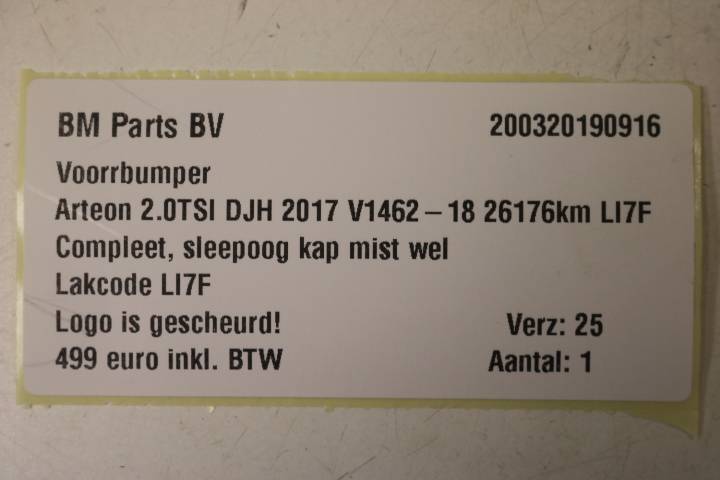 BM Parts BV 200320190916
Voorrbumper
Arteon 2.0TSI DJH 2017 V1462 – 18 26176km LI7F
Compleet, sleepoog kap mist wel
Lakcode LI7F
Logo is gescheurd! Verz: 25
499 euro inkl. BTW Aantal: 1